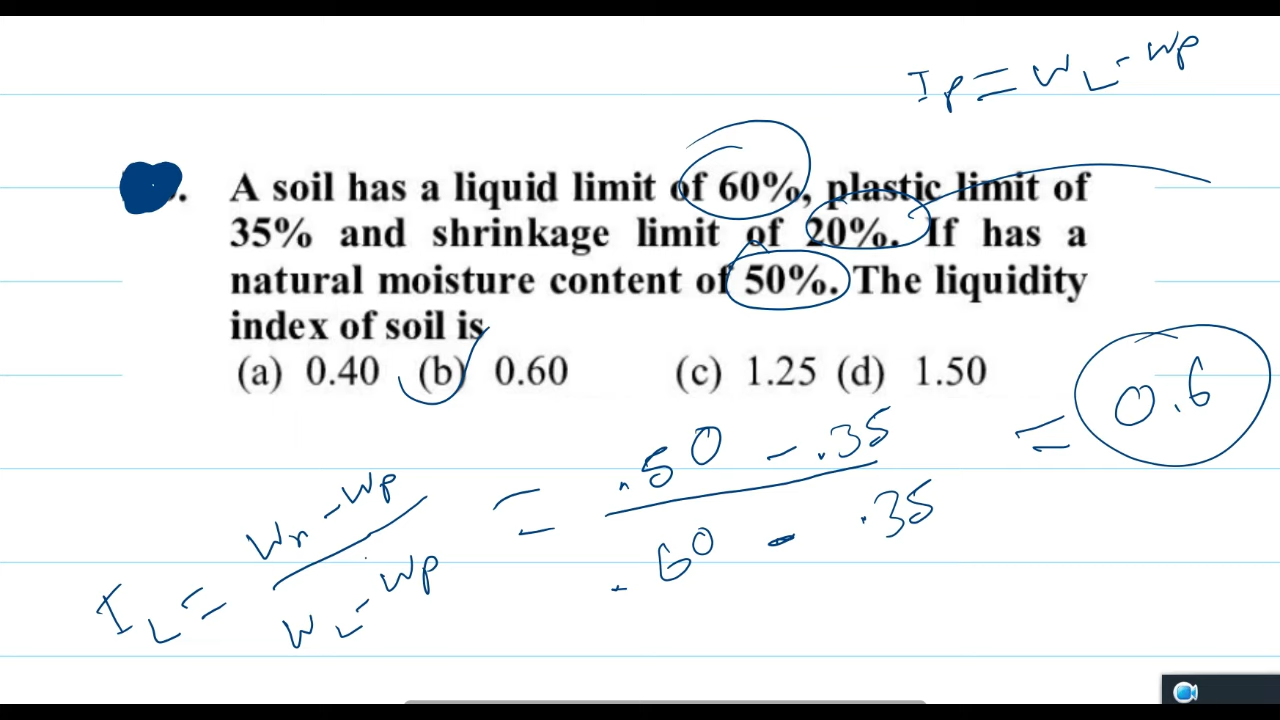 Ip = WL - Wp
. A soil has a liquid limit of 60%, plastic limit of
35% and shrinkage limit of 20%. If has a
natural moisture content of 50%. The liquidity
index of soil is
(a) 0.40 (b) 0.60 (c) 1.25 (d) 1.50
IL = Wn - Wp / WL - Wp = .50 - .35 / .60 - .35 = 0.6